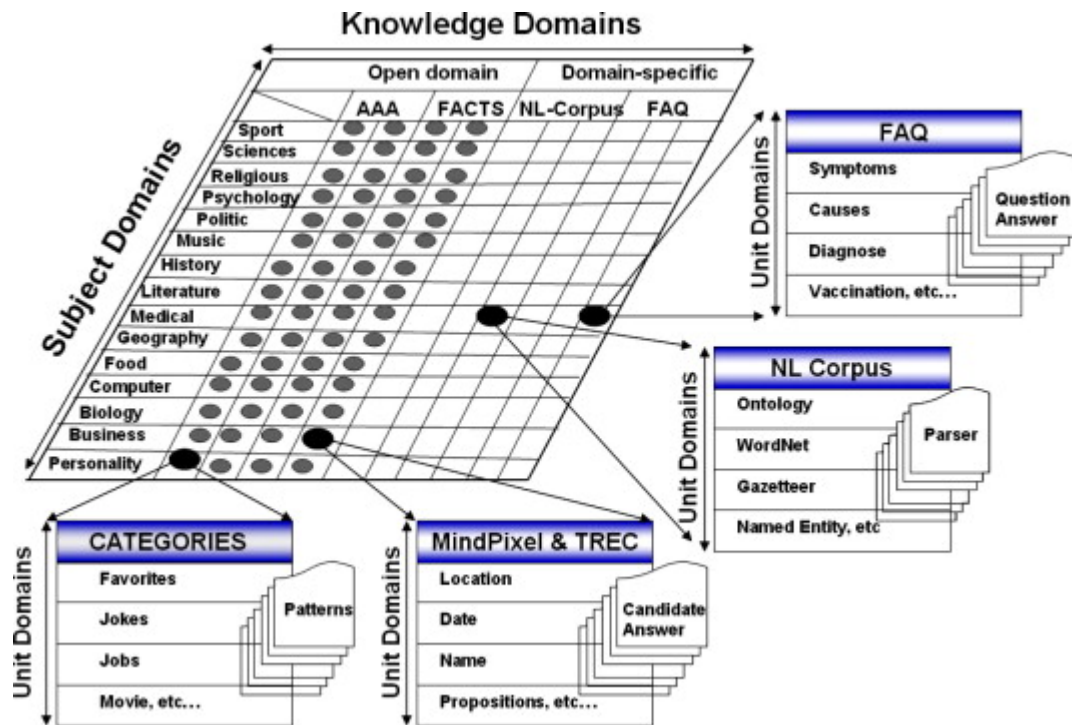 Knowledge Domains
Open domain
Domain-specific
AAA
FACTS
NL-Corpus
FAQ
Subject Domains
Sport
Sciences
Religious
Psychology
Politic
Music
History
Literature
Medical
Geography
Food
Computer
Biology
Business
Personality
Unit Domains
FAQ
Symptoms
Causes
Diagnose
Vaccination, etc...
Question
Answer
Unit Domains
NL Corpus
Ontology
WordNet
Gazetteer
Named Entity, etc
Parser
Unit Domains
CATEGORIES
Favorites
Jokes
Jobs
Movie, etc...
Patterns
Unit Domains
MindPixel & TREC
Location
Date
Name
Propositions, etc...
Candidate
Answer